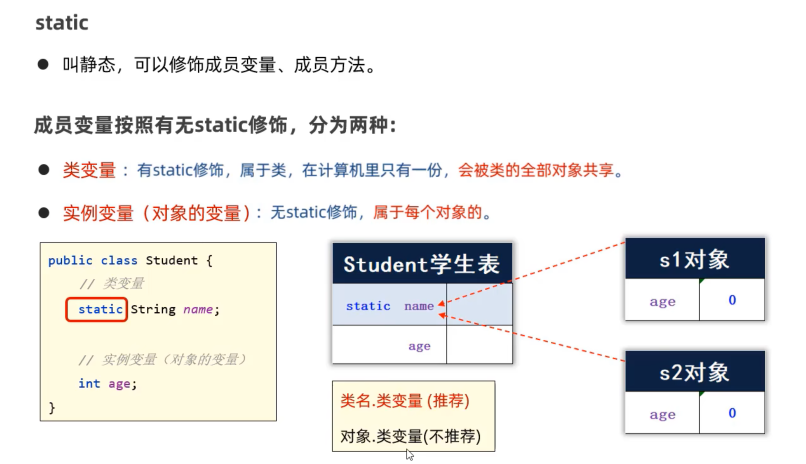 static
● 叫静态，可以修饰成员变量、成员方法。
成员变量按照有无static修饰，分为两种：
● 类变量：有static修饰，属于类，在计算机里只有一份，会被类的全部对象共享。
● 实例变量（对象的变量）：无static修饰，属于每个对象的。
public class Student {
// 类变量
static String name;
// 实例变量（对象的变量）
int age;
}
Student学生表
static name
age
类名.类变量 (推荐)
对象.类变量(不推荐)
s1对象
age 0
s2对象
age 0